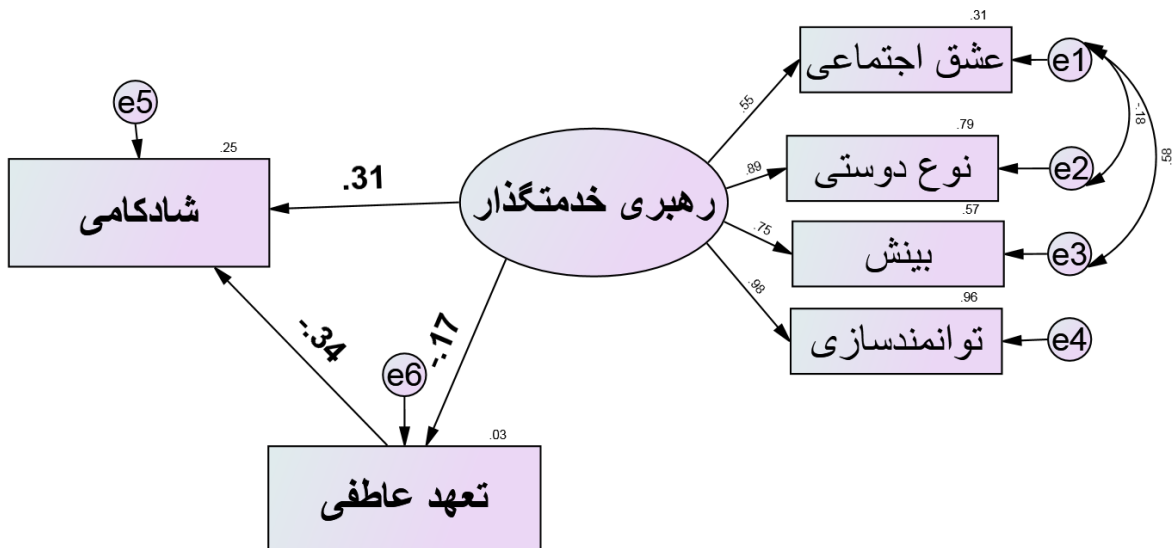 .31
عشق اجتماعی
e1
.55
-.18
.58
.79
نوع دوستی
e2
.89
.57
بینش
e3
.75
.96
توانمندسازی
e4
.98
رهبری خدمتگذار
e5
.25
شادکامی
.31
-.34
-.17
e6
.03
تعهد عاطفی